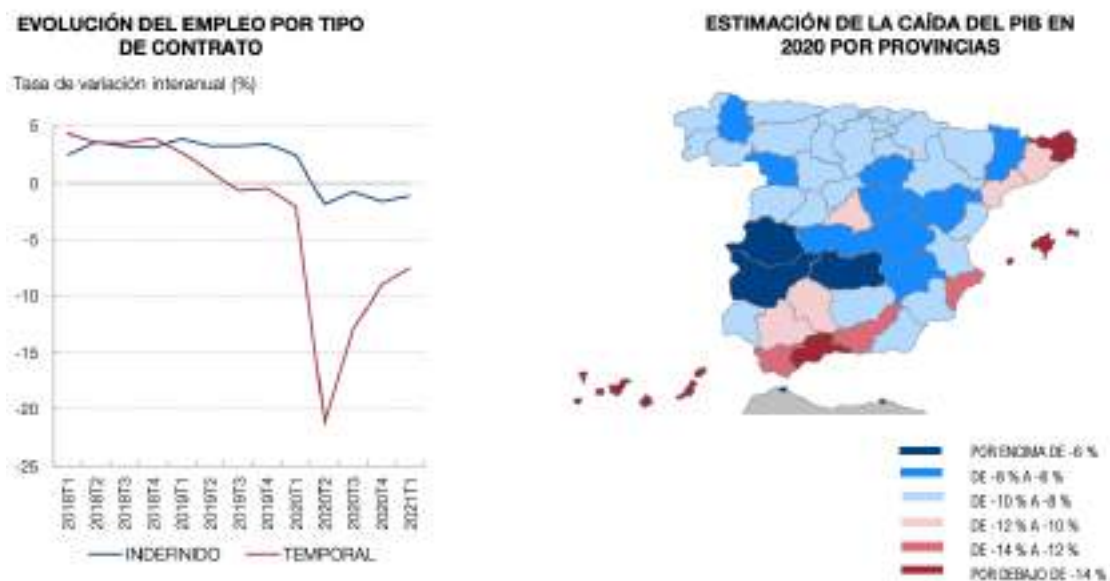 EVOLUCIÓN DEL EMPLEO POR TIPO
DE CONTRATO
Tasa de variación interanual (%)
5
0
-5
-10
-15
-20
-25
2018T1
2018T2
2018T3
2018T4
2019T1
2019T2
2019T3
2019T4
2020T1
2020T2
2020T3
2020T4
2021T1
INDEFINIDO
TEMPORAL
ESTIMACIÓN DE LA CAÍDA DEL PIB EN
2020 POR PROVINCIAS
POR ENCIMA DE -6 %
DE -8 % A -6 %
DE -10 % A -8 %
DE -12 % A -10 %
DE -14 % A -12 %
POR DEBAJO DE -14 %